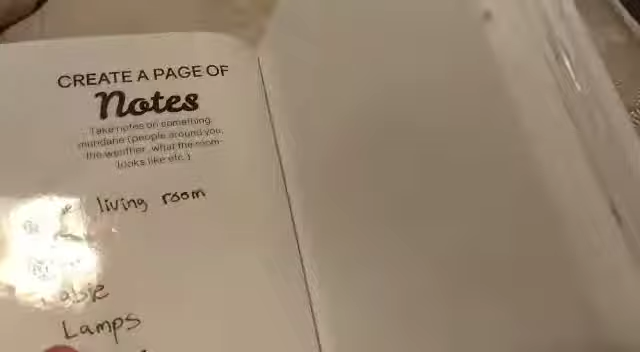 CREATE A PAGE OF
Notes
Take notes on something
mundane (people around you,
the weather, what the room
looks like etc.)
living room
Lamps